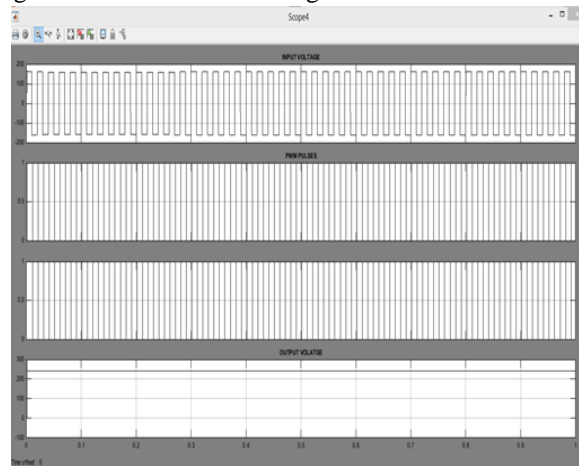 Scope4
INPUT VOLTAGE
200
100
0
-100
-200
PWM PULSES
1
0.5
0
1
0.5
0
OUTPUT VOLATGE
300
200
100
0
-100
0 0.1 0.2 0.3 0.4 0.5 0.6 0.7 0.8 0.9 1
Time offset: 0